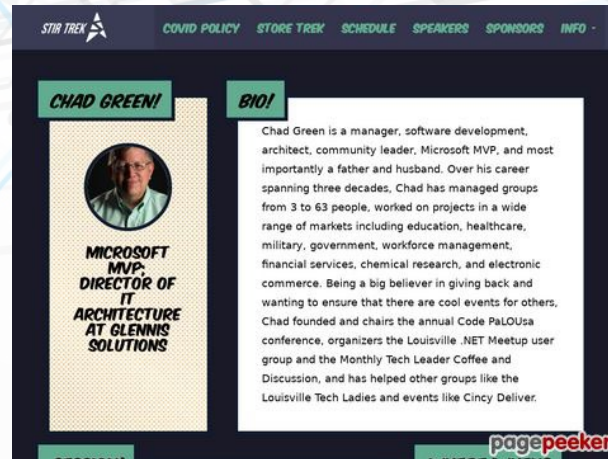 STIR TREK
COVID POLICY STORE TREK SCHEDULE SPEAKERS SPONSORS INFO
CHAD GREEN!
MICROSOFT
MVP;
DIRECTOR OF
IT
ARCHITECTURE
AT GLENNIS
SOLUTIONS
BIO!
Chad Green is a manager, software development,
architect, community leader, Microsoft MVP, and most
importantly a father and husband. Over his career
spanning three decades, Chad has managed groups
from 3 to 63 people, worked on projects in a wide
range of markets including education, healthcare,
military, government, workforce management,
financial services, chemical research, and electronic
commerce. Being a big believer in giving back and
wanting to ensure that there are cool events for others,
Chad founded and chairs the annual Code PaLOUsa
conference, organizers the Louisville .NET Meetup user
group and the Monthly Tech Leader Coffee and
Discussion, and has helped other groups like the
Louisville Tech Ladies and events like Cincy Deliver.
pagepeeker